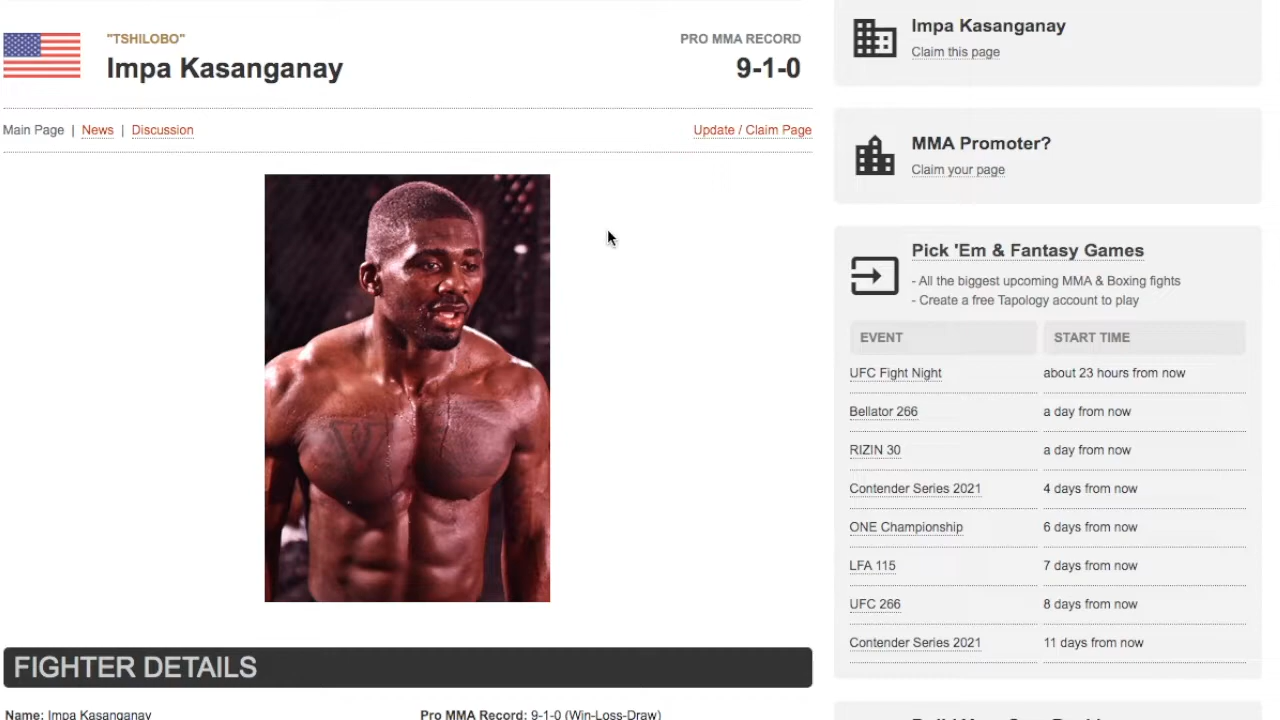 "TSHILOBO"
Impa Kasanganay
PRO MMA RECORD
9-1-0
Main Page | News | Discussion
Update / Claim Page
FIGHTER DETAILS
Name: Impa Kasanganay
Pro MMA Record: 9-1-0 (Win-Loss-Draw)
Impa Kasanganay
Claim this page
MMA Promoter?
Claim your page
Pick 'Em & Fantasy Games
- All the biggest upcoming MMA & Boxing fights
- Create a free Tapology account to play
EVENT START TIME
UFC Fight Night about 23 hours from now
Bellator 266 a day from now
RIZIN 30 a day from now
Contender Series 2021 4 days from now
ONE Championship 6 days from now
LFA 115 7 days from now
UFC 266 8 days from now
Contender Series 2021 11 days from now